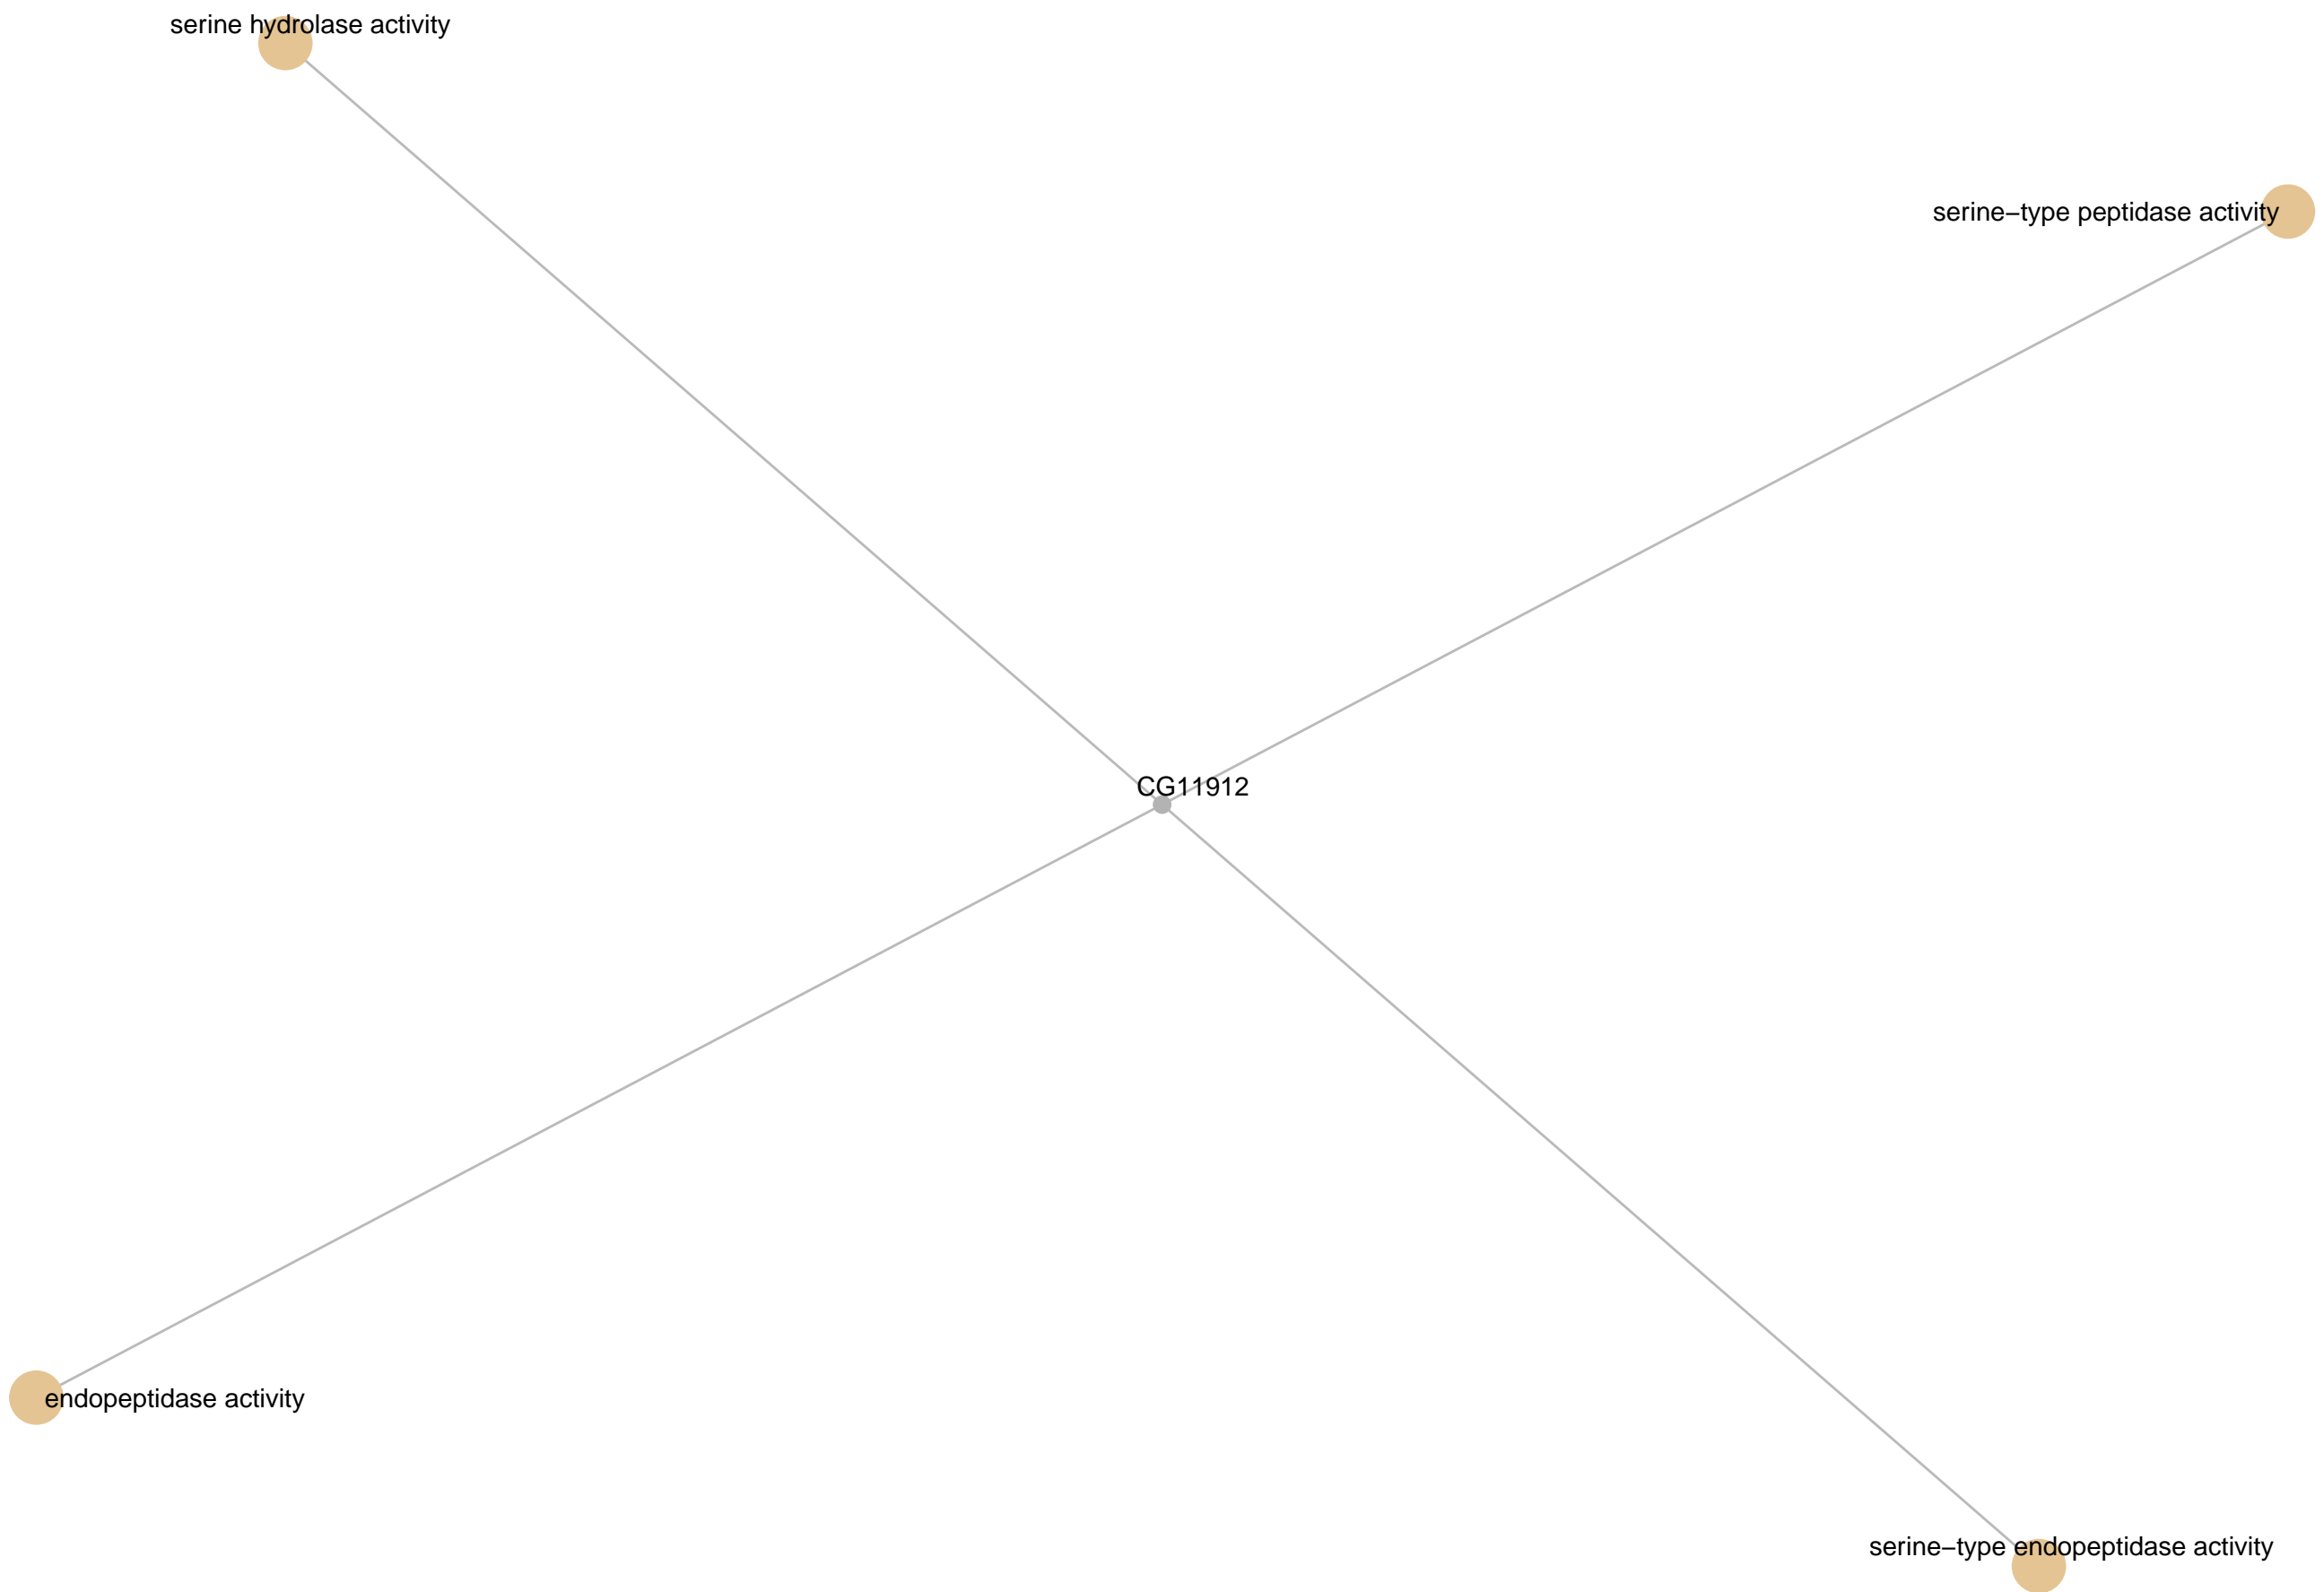 serine hydrolase activity
serine−type peptidase activity
CG11912
endopeptidase activity
serine−type endopeptidase activity